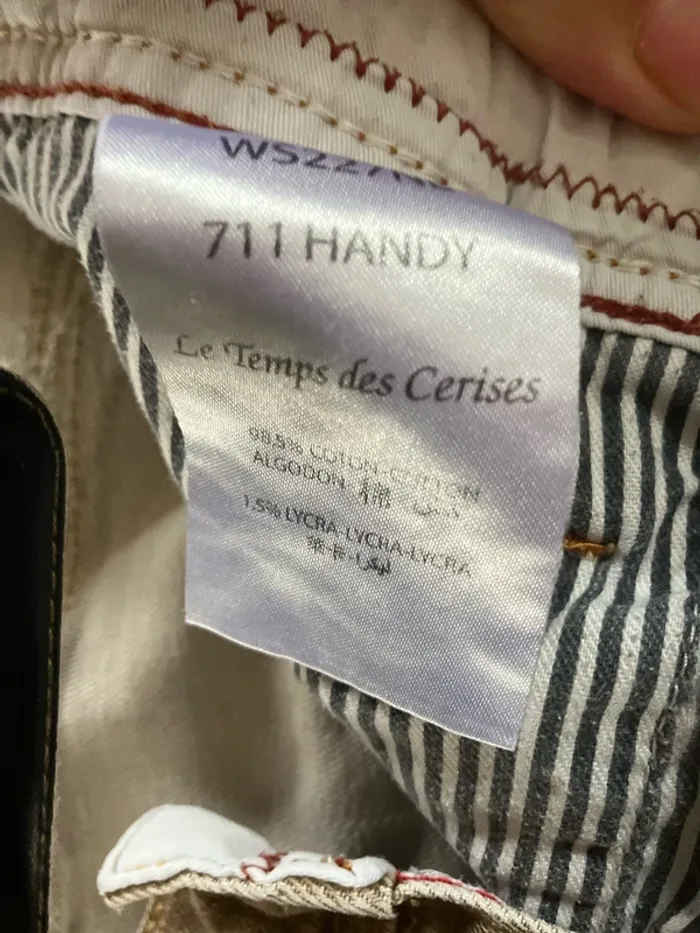 711 HANDY
Le Temps des Cerises
98.5% COTON-COTTON
ALGODON-
1.5% LYCRA-LYCRA-LYCRA